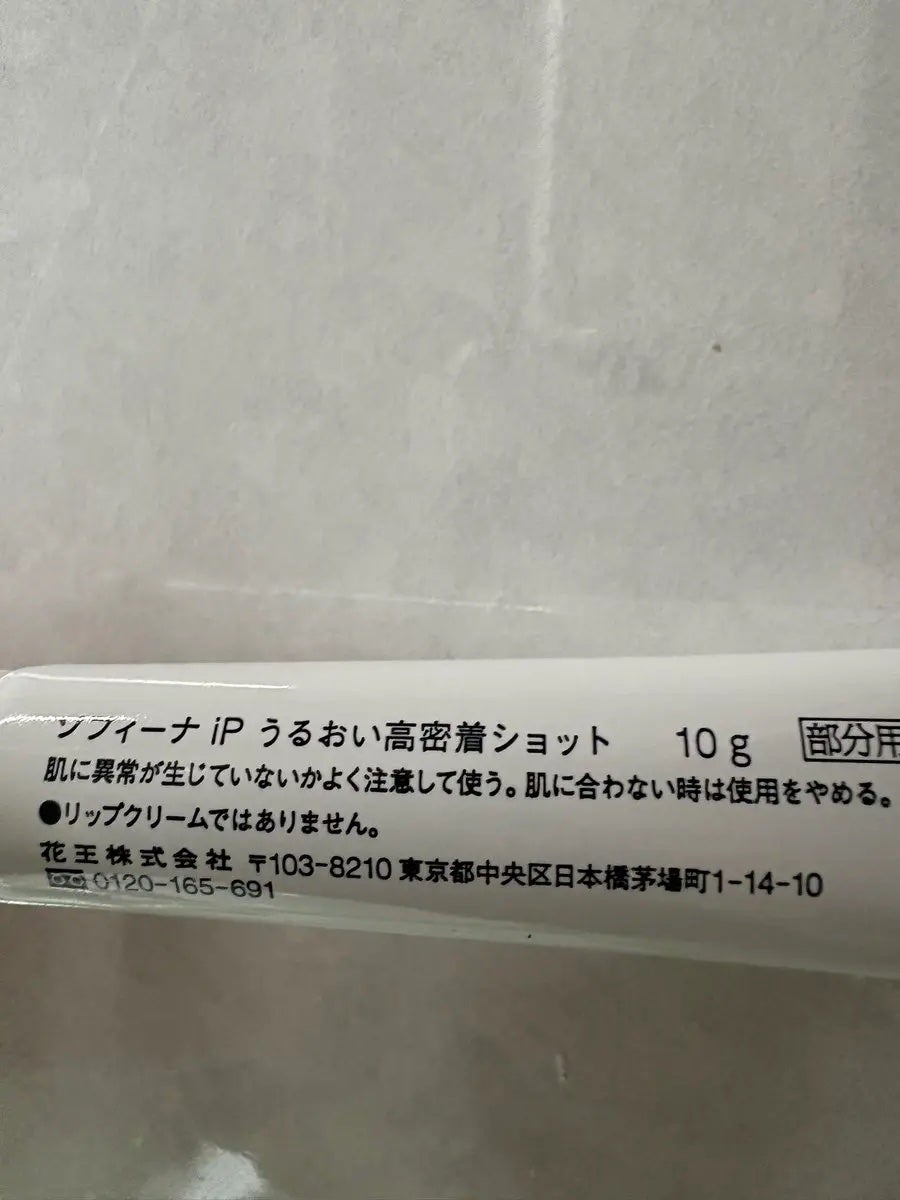 ソフィーナ iP うるおい高密着ショット 10g 部分用
肌に異常が生じていないかよく注意して使う。肌に合わない時は使用をやめる。
●リップクリームではありません。
花王株式会社 〒103-8210 東京都中央区日本橋茅場町1-14-10
0120-165-691